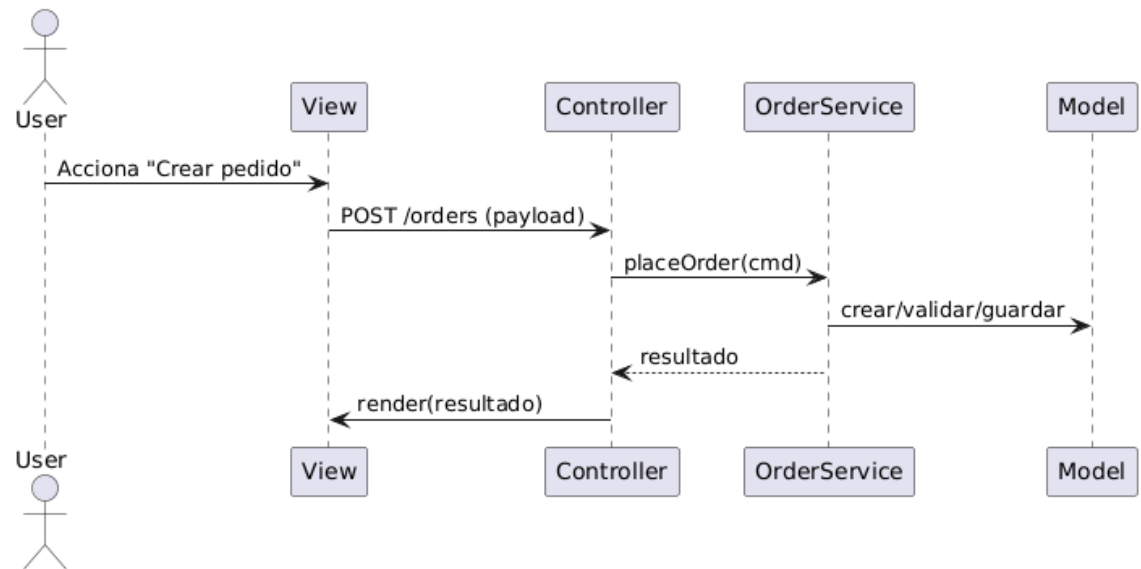 User
View
Controller
OrderService
Model
Acciona "Crear pedido"
POST /orders (payload)
placeOrder(cmd)
crear/validar/guardar
resultado
render(resultado)
User
View
Controller
OrderService
Model